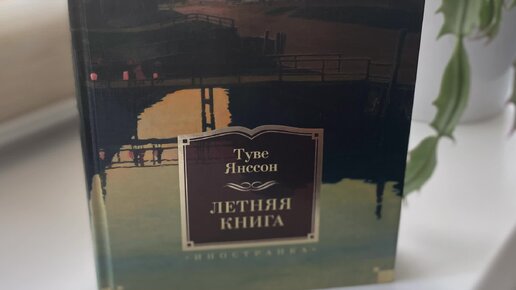 Туве
Янссон
ЛЕТНЯЯ
КНИГА
•ИНОСТРАНКА•